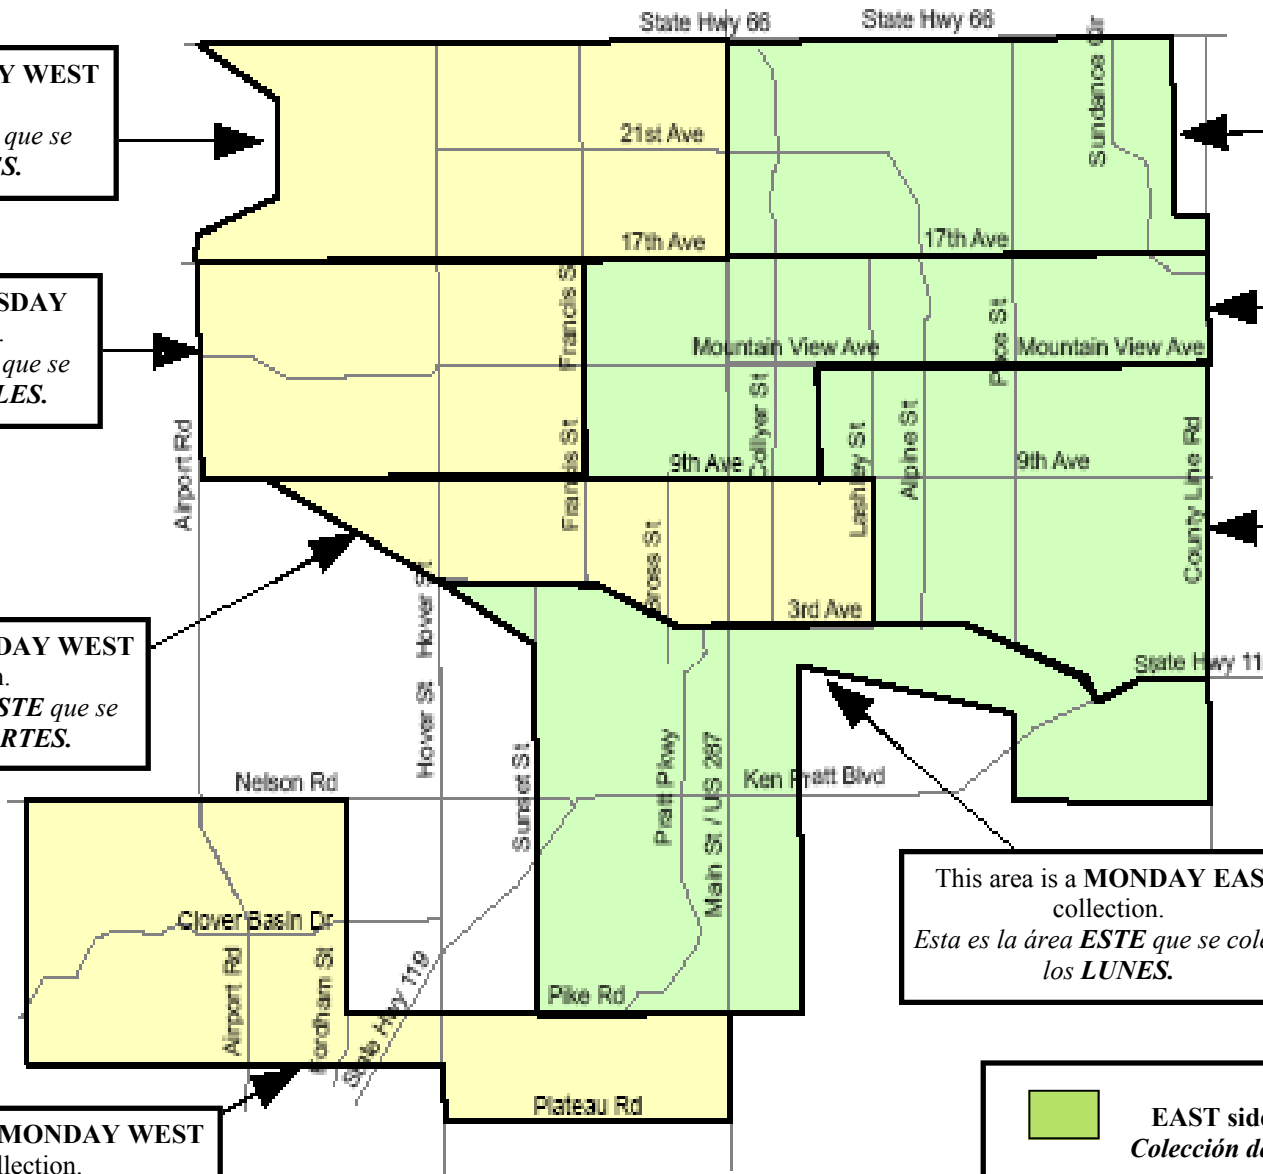 State Hwy 66
State Hwy 66
Sundance Cir
Y WEST
que se
S.
21st Ave
17th Ave
17th Ave
SDAY
.
que se
LES.
Francis S
Mountain View Ave
Price St
Mountain View Ave
Airport Rd
Francis St
9th Ave
Collyer St
Lashley St
Alpine St
9th Ave
County Line Rd
Bross St
Hover St
3rd Ave
DAY WEST
n.
STE que se
RTES.
State Hwy 11
Hover St
Nelson Rd
Sunset St
Pratt Pkwy
Main St / US 287
Ken Pratt Blvd
This area is a MONDAY EAS
collection.
Esta es la área ESTE que se cole
los LUNES.
Clover Basin Dr
Airport Rd
Fordham St
State Hwy 119
Pike Rd
Plateau Rd
MONDAY WEST
llection.
EAST side
Colección de